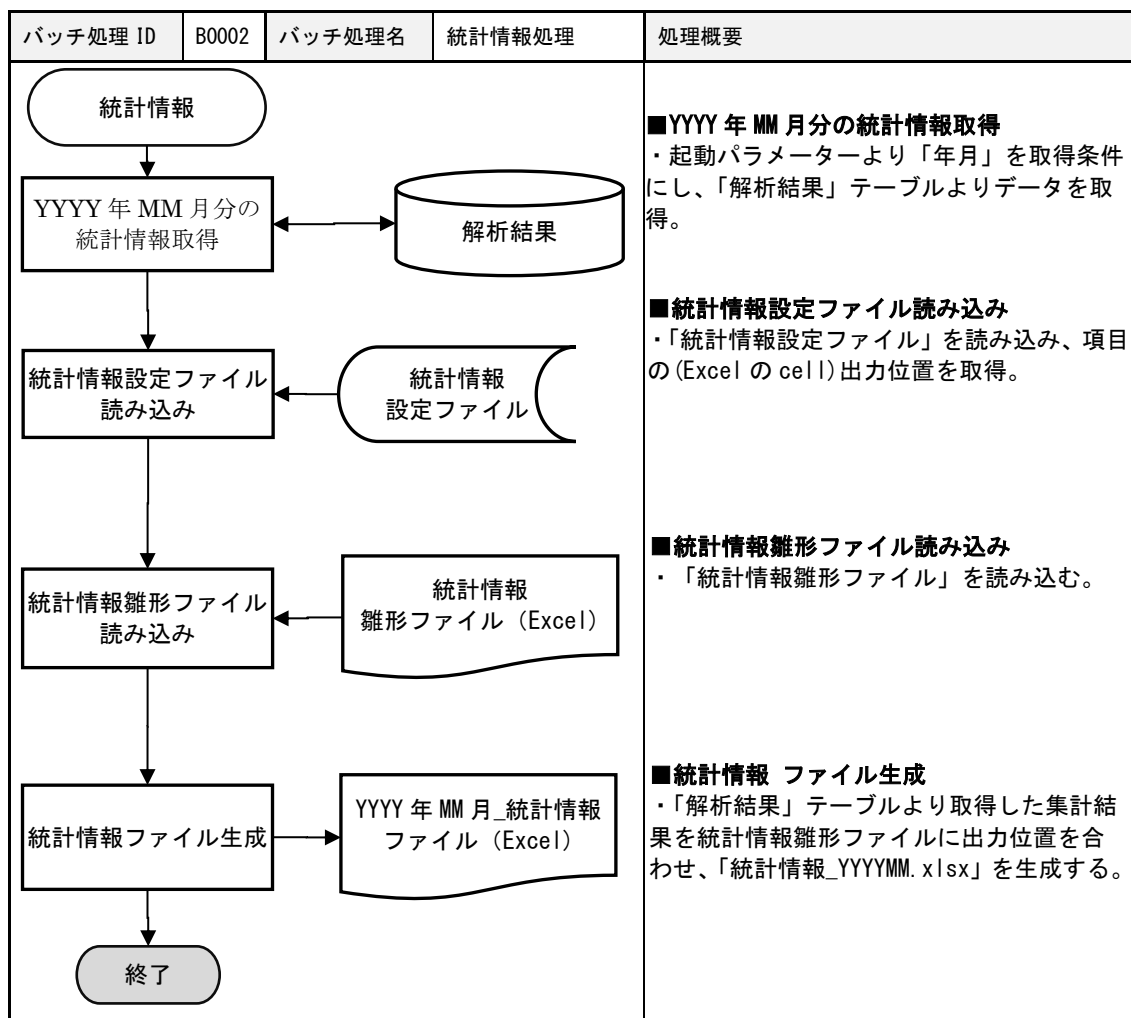 バッチ処理 ID B0002 バッチ処理名 統計情報処理 処理概要
統計情報
YYYY 年 MM 月分の
統計情報取得
解析結果
■YYYY 年 MM 月分の統計情報取得
・起動パラメーターより「年月」を取得条件
にし、「解析結果」テーブルよりデータを取
得。
統計情報設定ファイル
読み込み
統計情報
設定ファイル
■統計情報設定ファイル読み込み
・「統計情報設定ファイル」を読み込み、項目
の(Excel の cell)出力位置を取得。
統計情報雛形ファイル
読み込み
統計情報
雛形ファイル（Excel）
■統計情報雛形ファイル読み込み
・「統計情報雛形ファイル」を読み込む。
統計情報ファイル生成
YYYY 年 MM 月_統計情報
ファイル（Excel）
■統計情報 ファイル生成
・「解析結果」テーブルより取得した集計結
果を統計情報雛形ファイルに出力位置を合
わせ、「統計情報_YYYYMM.xlsx」を生成する。
終了